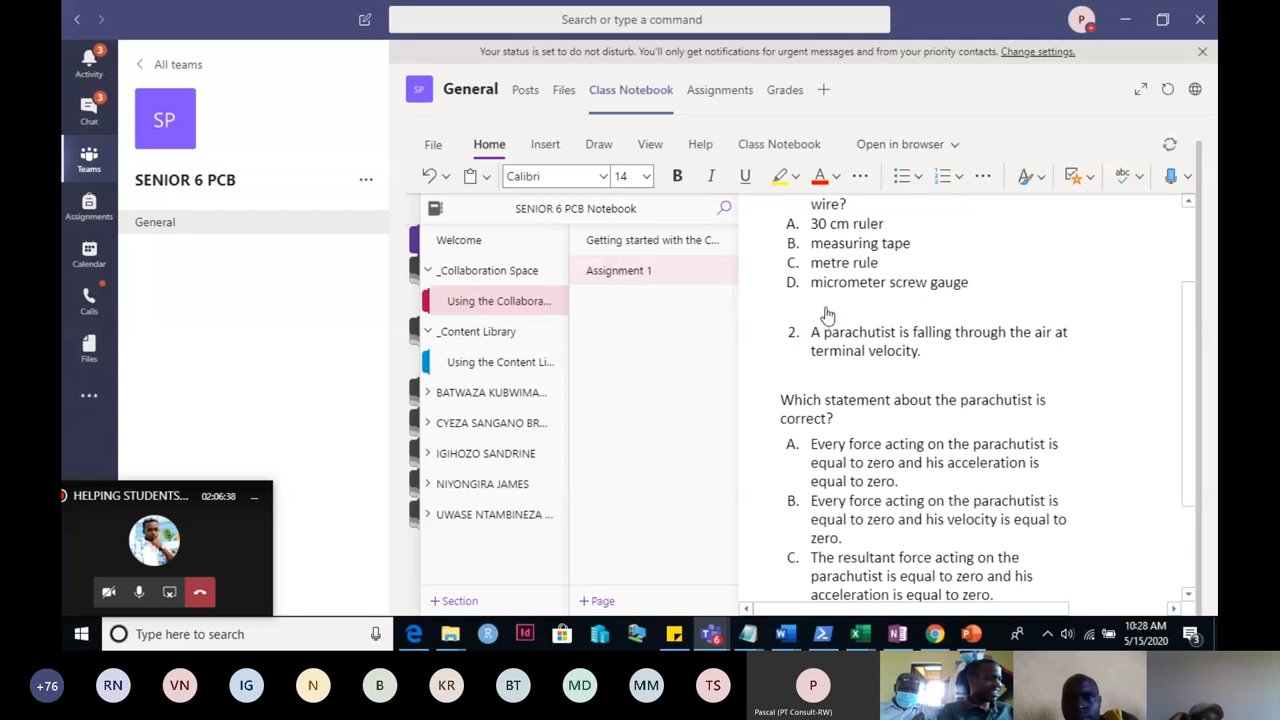 Search or type a command
P
Your status is set to do not disturb. You'll only get notifications for urgent messages and from your priority contacts. Change settings.
3
Activity
3
Chat
Teams
Assignments
Calendar
Calls
Files
All teams
SP
SENIOR 6 PCB
General
SP
General
Posts
Files
Class Notebook
Assignments
Grades
File
Home
Insert
Draw
View
Help
Class Notebook
Open in browser
Calibri
14
B
I
U
A
abc
SENIOR 6 PCB Notebook
Welcome
_Collaboration Space
Using the Collabora...
_Content Library
Using the Content Li...
BATWAZA KUBWIMA...
CYEZA SANGANO BR...
IGIHOZO SANDRINE
NIYONGIRA JAMES
UWASE NTAMBINEZA ...
+ Section
Getting started with the C...
Assignment 1
+ Page
wire?
A. 30 cm ruler
B. measuring tape
C. metre rule
D. micrometer screw gauge
2. A parachutist is falling through the air at
terminal velocity.
Which statement about the parachutist is
correct?
A. Every force acting on the parachutist is
equal to zero and his acceleration is
equal to zero.
B. Every force acting on the parachutist is
equal to zero and his velocity is equal to
zero.
C. The resultant force acting on the
parachutist is equal to zero and his
acceleration is equal to zero.
HELPING STUDENTS...
02:06:38
Type here to search
R
Id
6
10:28 AM
5/15/2020
3
+76
RN
VN
IG
N
B
KR
BT
MD
MM
TS
P
Pascal (PT Consult-RW)